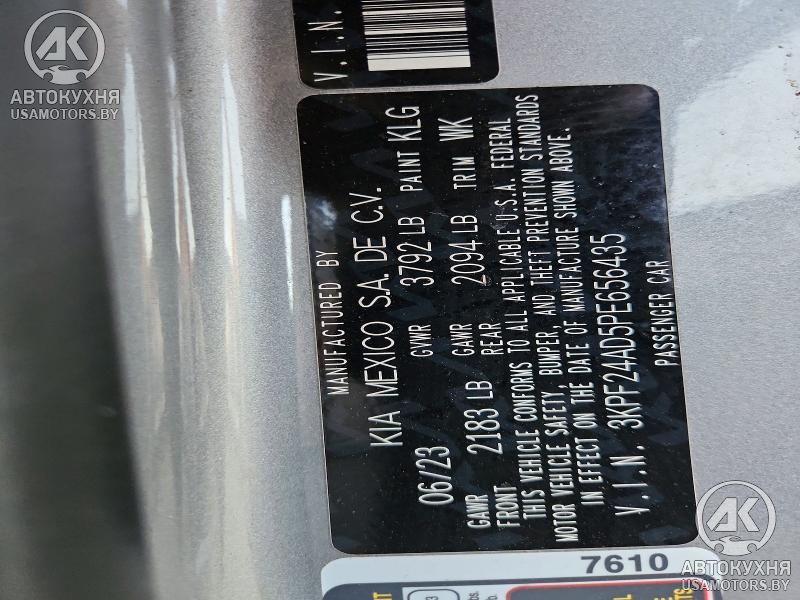 АК
АВТОКУХНЯ
USAMOTORS.BY
V.I.N.
MANUFACTURED BY
KIA MEXICO S.A. DE C.V.
06/23 GVWR 3792 LB PAINT KLG
GAWR FRONT 2183 LB GAWR REAR 2094 LB TRIM WK
THIS VEHICLE CONFORMS TO ALL APPLICABLE U.S.A. FEDERAL
MOTOR VEHICLE SAFETY, BUMPER, AND THEFT PREVENTION STANDARDS
IN EFFECT ON THE DATE OF MANUFACTURE SHOWN ABOVE.
V.I.N. 3KPF24AD5PE656435
PASSENGER CAR
7610
АК
АВТОКУХНЯ
USAMOTORS.BY